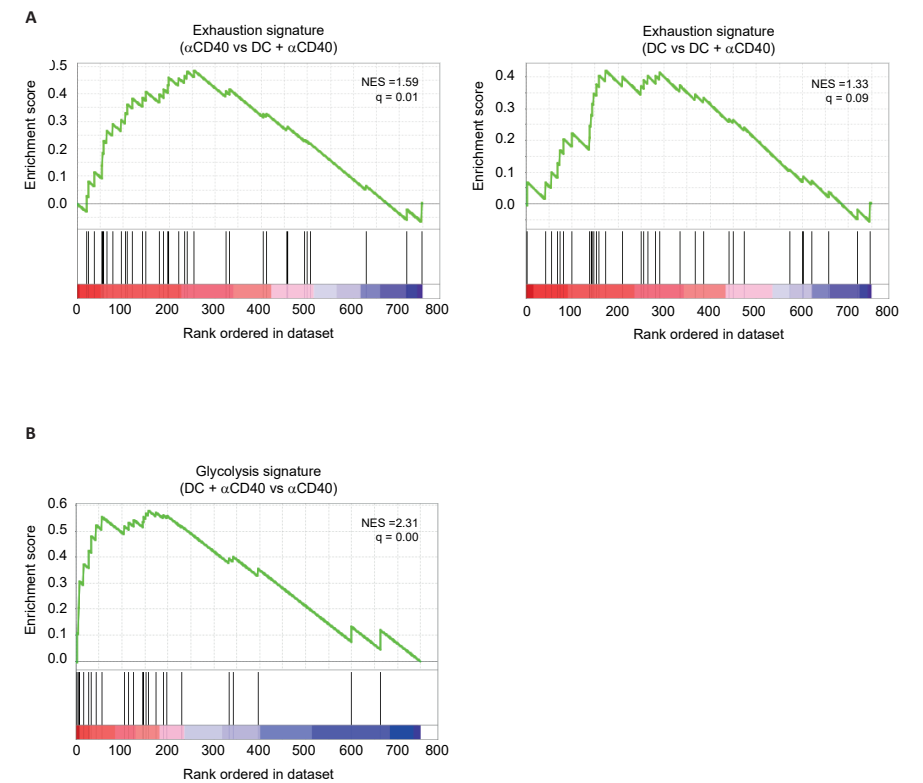 A
Exhaustion signature
(αCD40 vs DC + αCD40)
NES =1.59
q = 0.01
Enrichment score
0.5
0.4
0.3
0.2
0.1
0.0
0 100 200 300 400 500 600 700 800
Rank ordered in dataset
Exhaustion signature
(DC vs DC + αCD40)
NES =1.33
q = 0.09
Enrichment score
0.4
0.3
0.2
0.1
0.0
0 100 200 300 400 500 600 700 800
Rank ordered in dataset
B
Glycolysis signature
(DC + αCD40 vs αCD40)
NES =2.31
q = 0.00
Enrichment score
0.6
0.5
0.4
0.3
0.2
0.1
0.0
0 100 200 300 400 500 600 700 800
Rank ordered in dataset